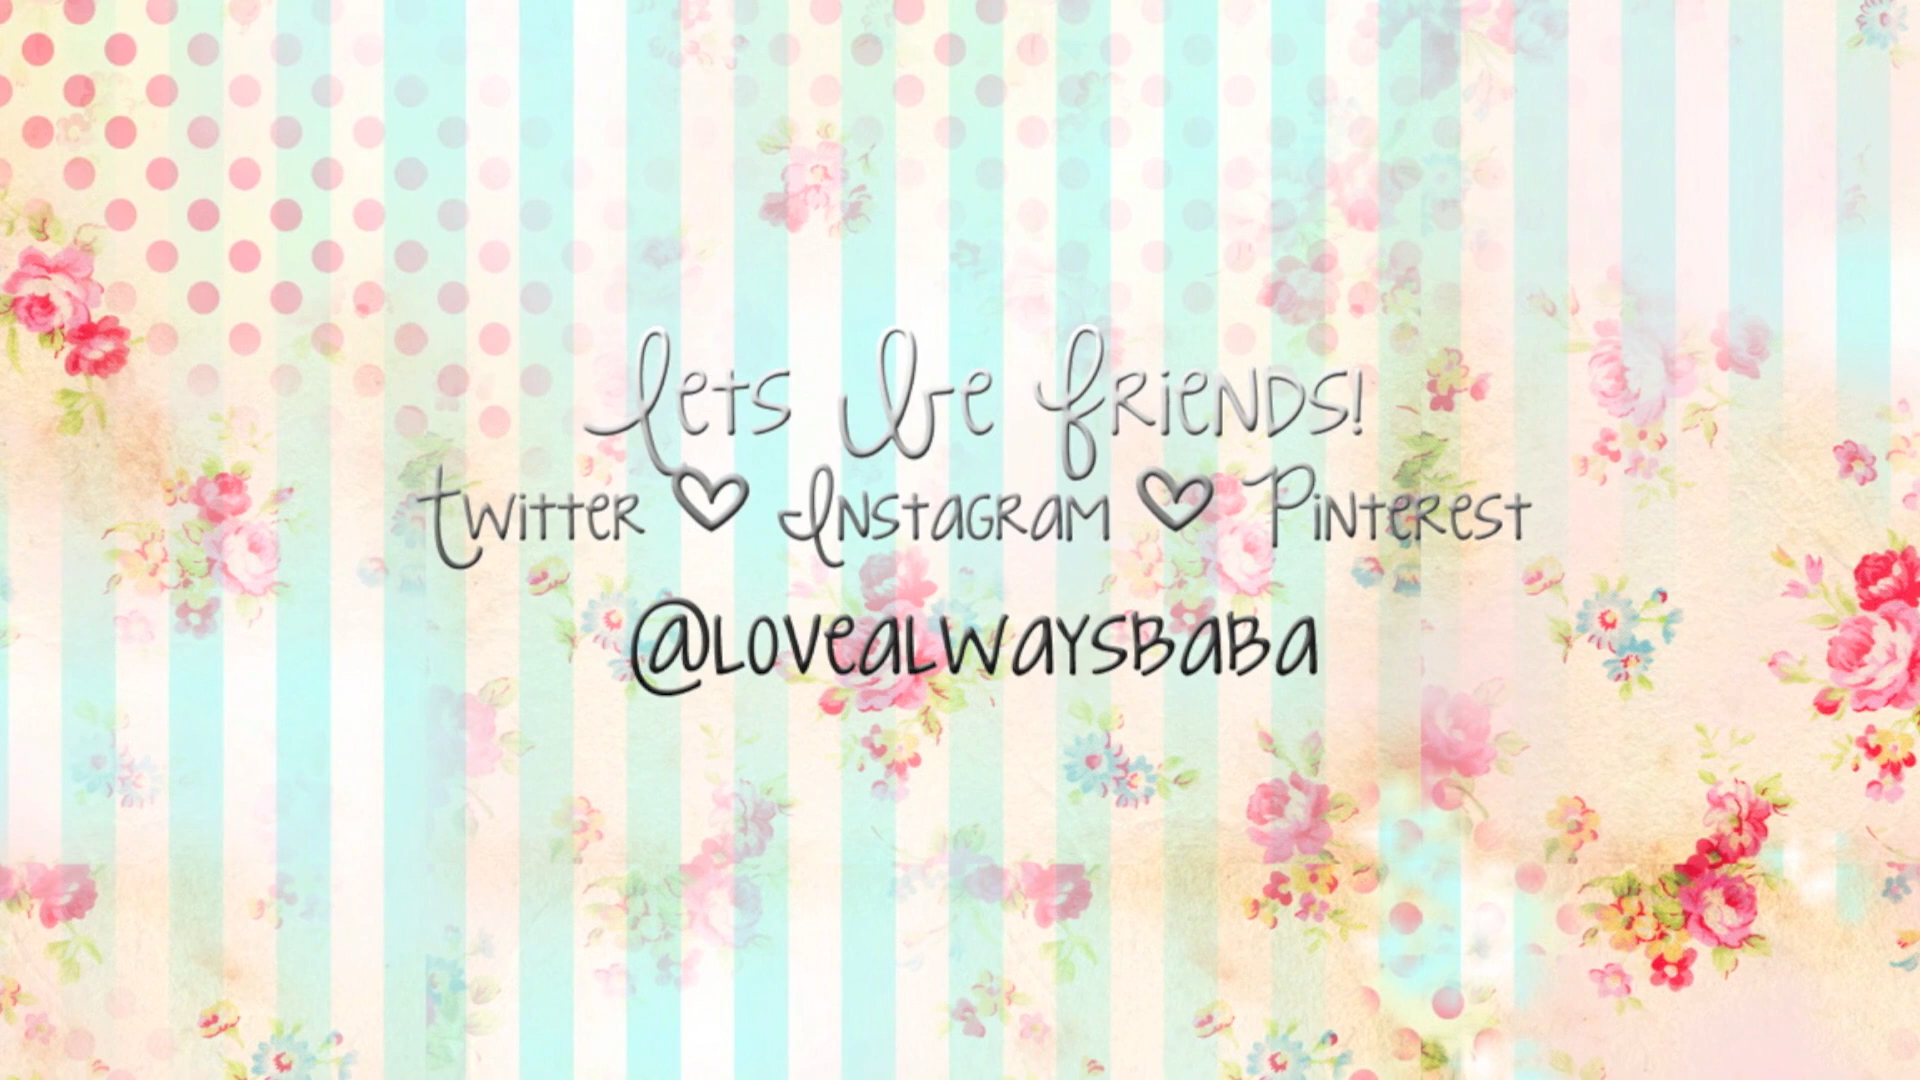 Lets be friends!
Twitter ♡ Instagram ♡ Pinterest
@lovealwaysbaba